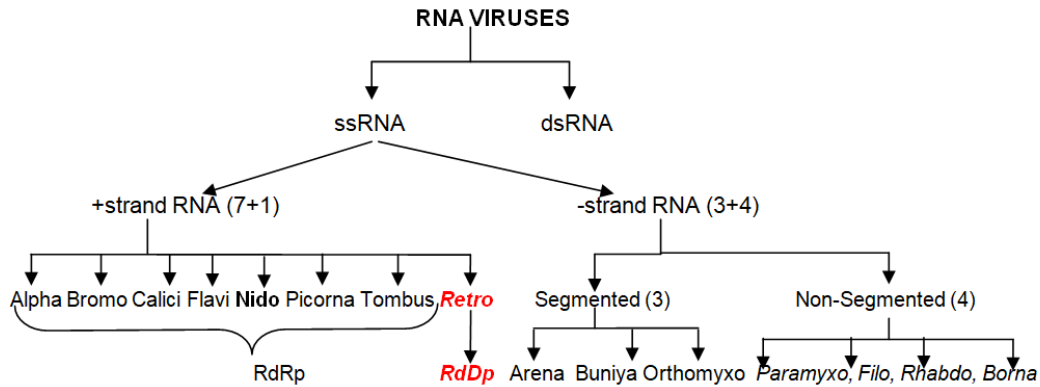 RNA VIRUSES
ssRNA dsRNA
+strand RNA (7+1) -strand RNA (3+4)
Alpha Bromo Calici Flavi Nido Picorna Tombus Retro Segmented (3) Non-Segmented (4)
RdRp RdDp Arena Buniya Orthomyxo Paramyxo, Filo, Rhabdo, Borna